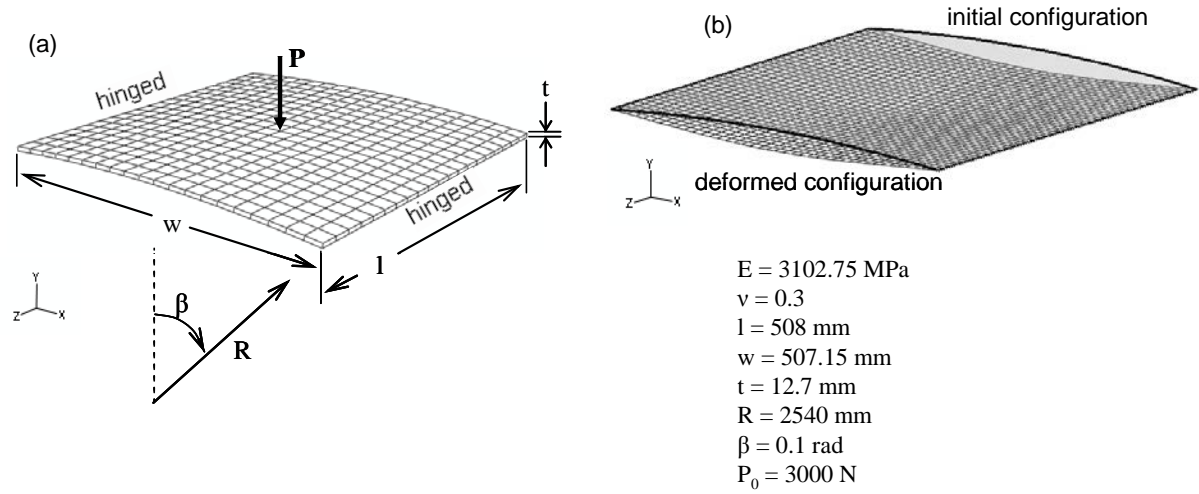 (a)
P
hinged
t
hinged
w
l
Y
Z X
β
R
(b)
initial configuration
deformed configuration
Y
Z X
E = 3102.75 MPa
ν = 0.3
l = 508 mm
w = 507.15 mm
t = 12.7 mm
R = 2540 mm
β = 0.1 rad
P₀ = 3000 N